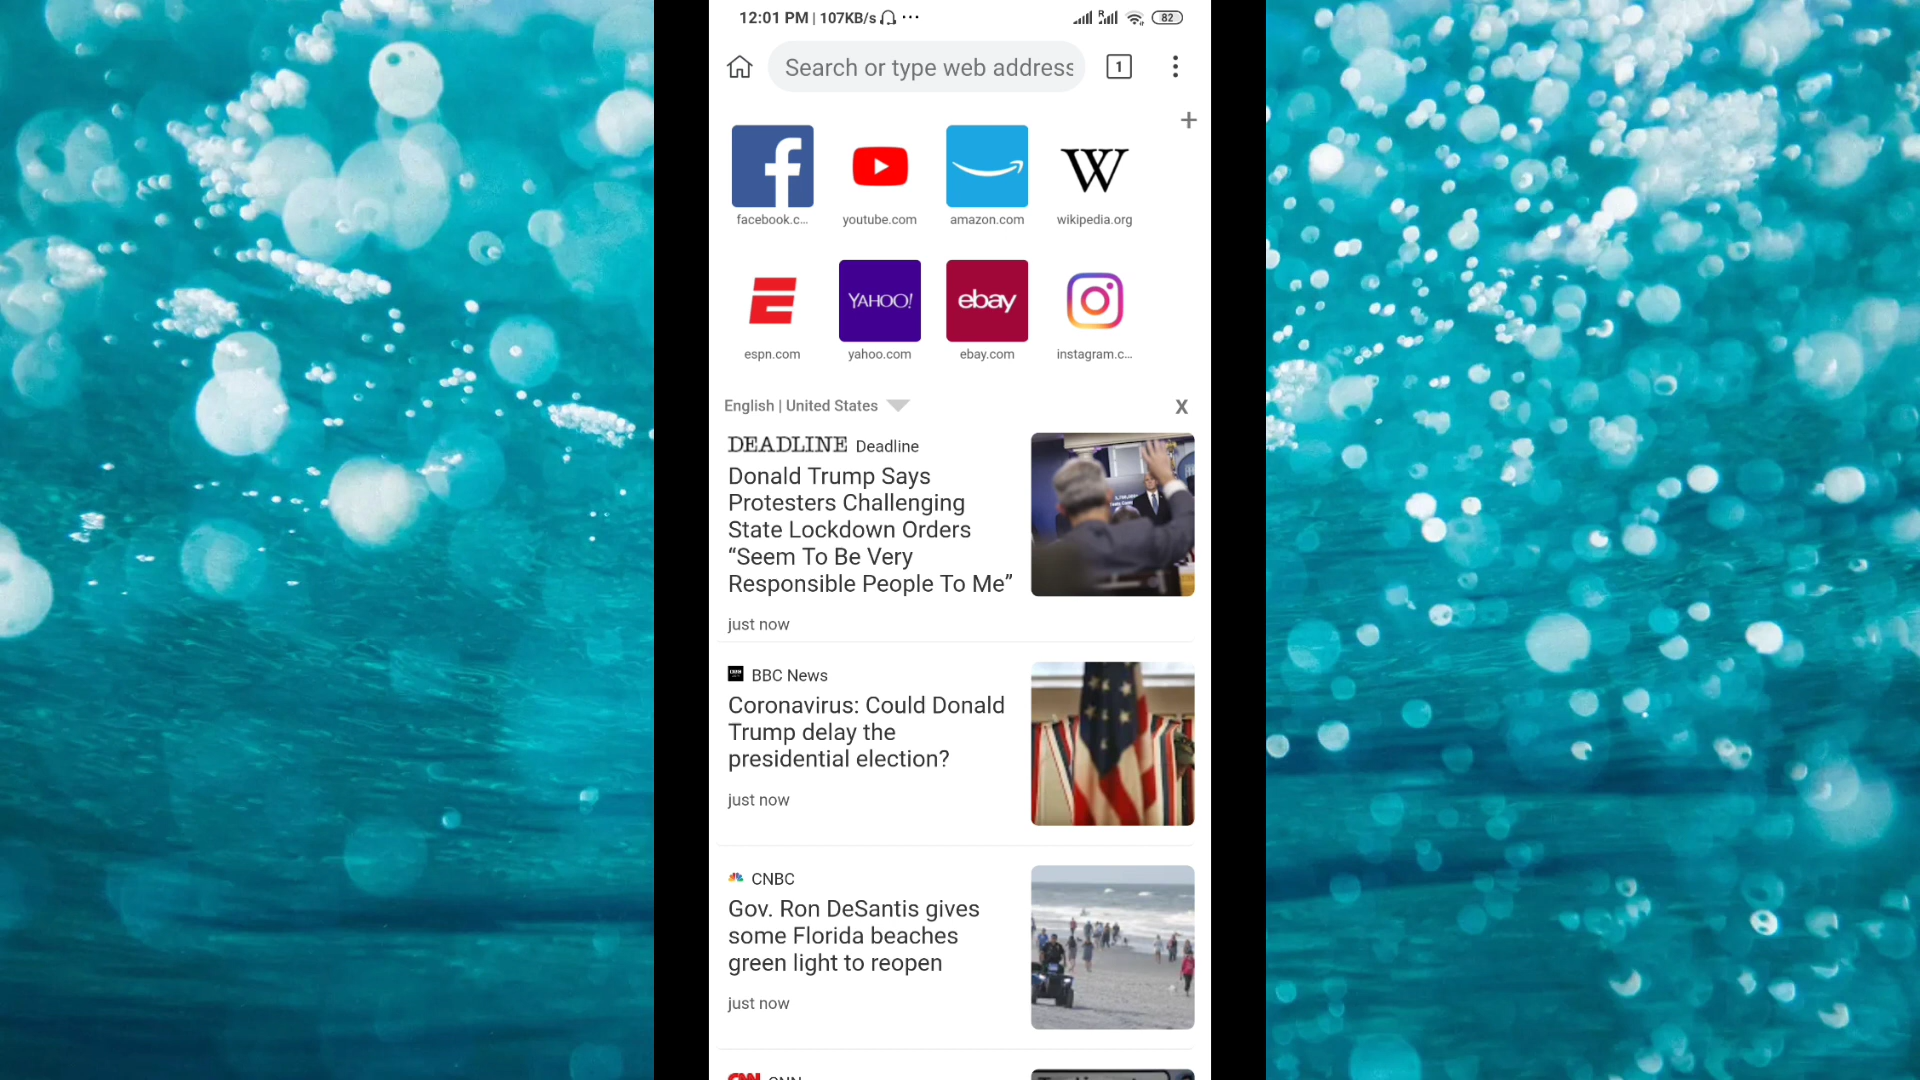 12:01 PM | 107KB/s ...
R
82
Search or type web address
1
facebook.c...
youtube.com
amazon.com
W
wikipedia.org
YAHOO!
ebay
espn.com
yahoo.com
ebay.com
instagram.c...
English | United States
X
DEADLINE Deadline
Donald Trump Says
Protesters Challenging
State Lockdown Orders
“Seem To Be Very
Responsible People To Me”
just now
BBC News
Coronavirus: Could Donald
Trump delay the
presidential election?
just now
CNBC
Gov. Ron DeSantis gives
some Florida beaches
green light to reopen
just now
CNN CNN